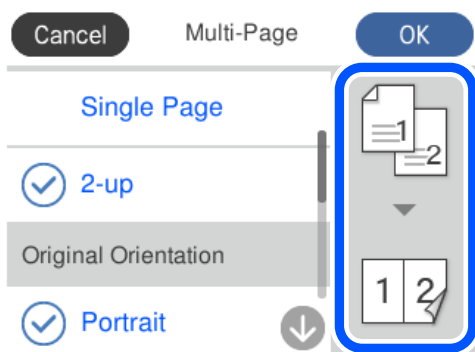 Cancel
Multi-Page
OK
Single Page
2-up
Original Orientation
Portrait
1
2
1 2